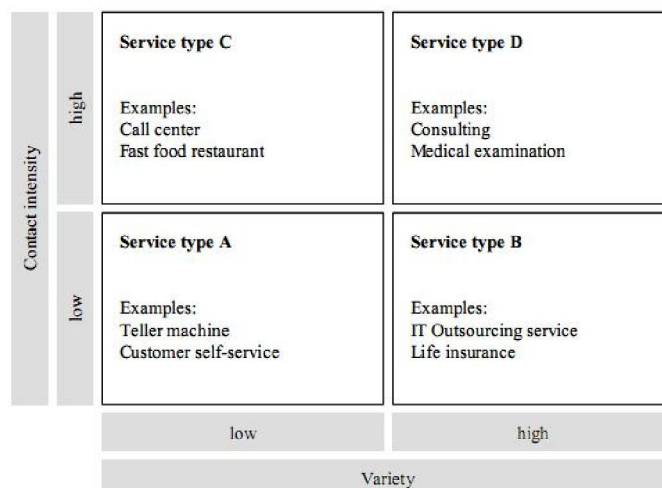 Contact intensity
high
Service type C
Examples:
Call center
Fast food restaurant
Service type D
Examples:
Consulting
Medical examination
low
Service type A
Examples:
Teller machine
Customer self-service
Service type B
Examples:
IT Outsourcing service
Life insurance
low
high
Variety